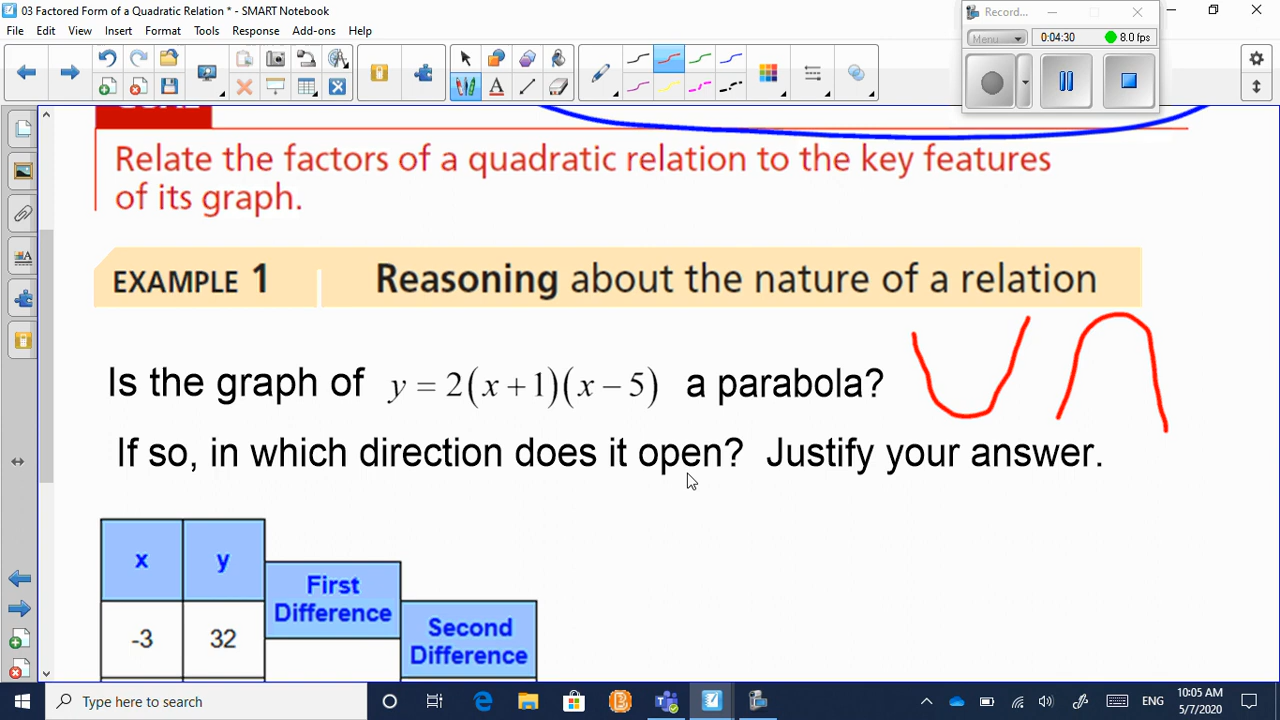 03 Factored Form of a Quadratic Relation * - SMART Notebook
Record...
File Edit View Insert Format Tools Response Add-ons Help
Menu
0:04:30
8.0 fps
GOAL
Relate the factors of a quadratic relation to the key features
of its graph.
EXAMPLE 1 Reasoning about the nature of a relation
Is the graph of y = 2(x + 1)(x − 5) a parabola?
If so, in which direction does it open? Justify your answer.
x y
First
Difference
Second
Difference
-3 32
Type here to search
ENG
10:05 AM
5/7/2020